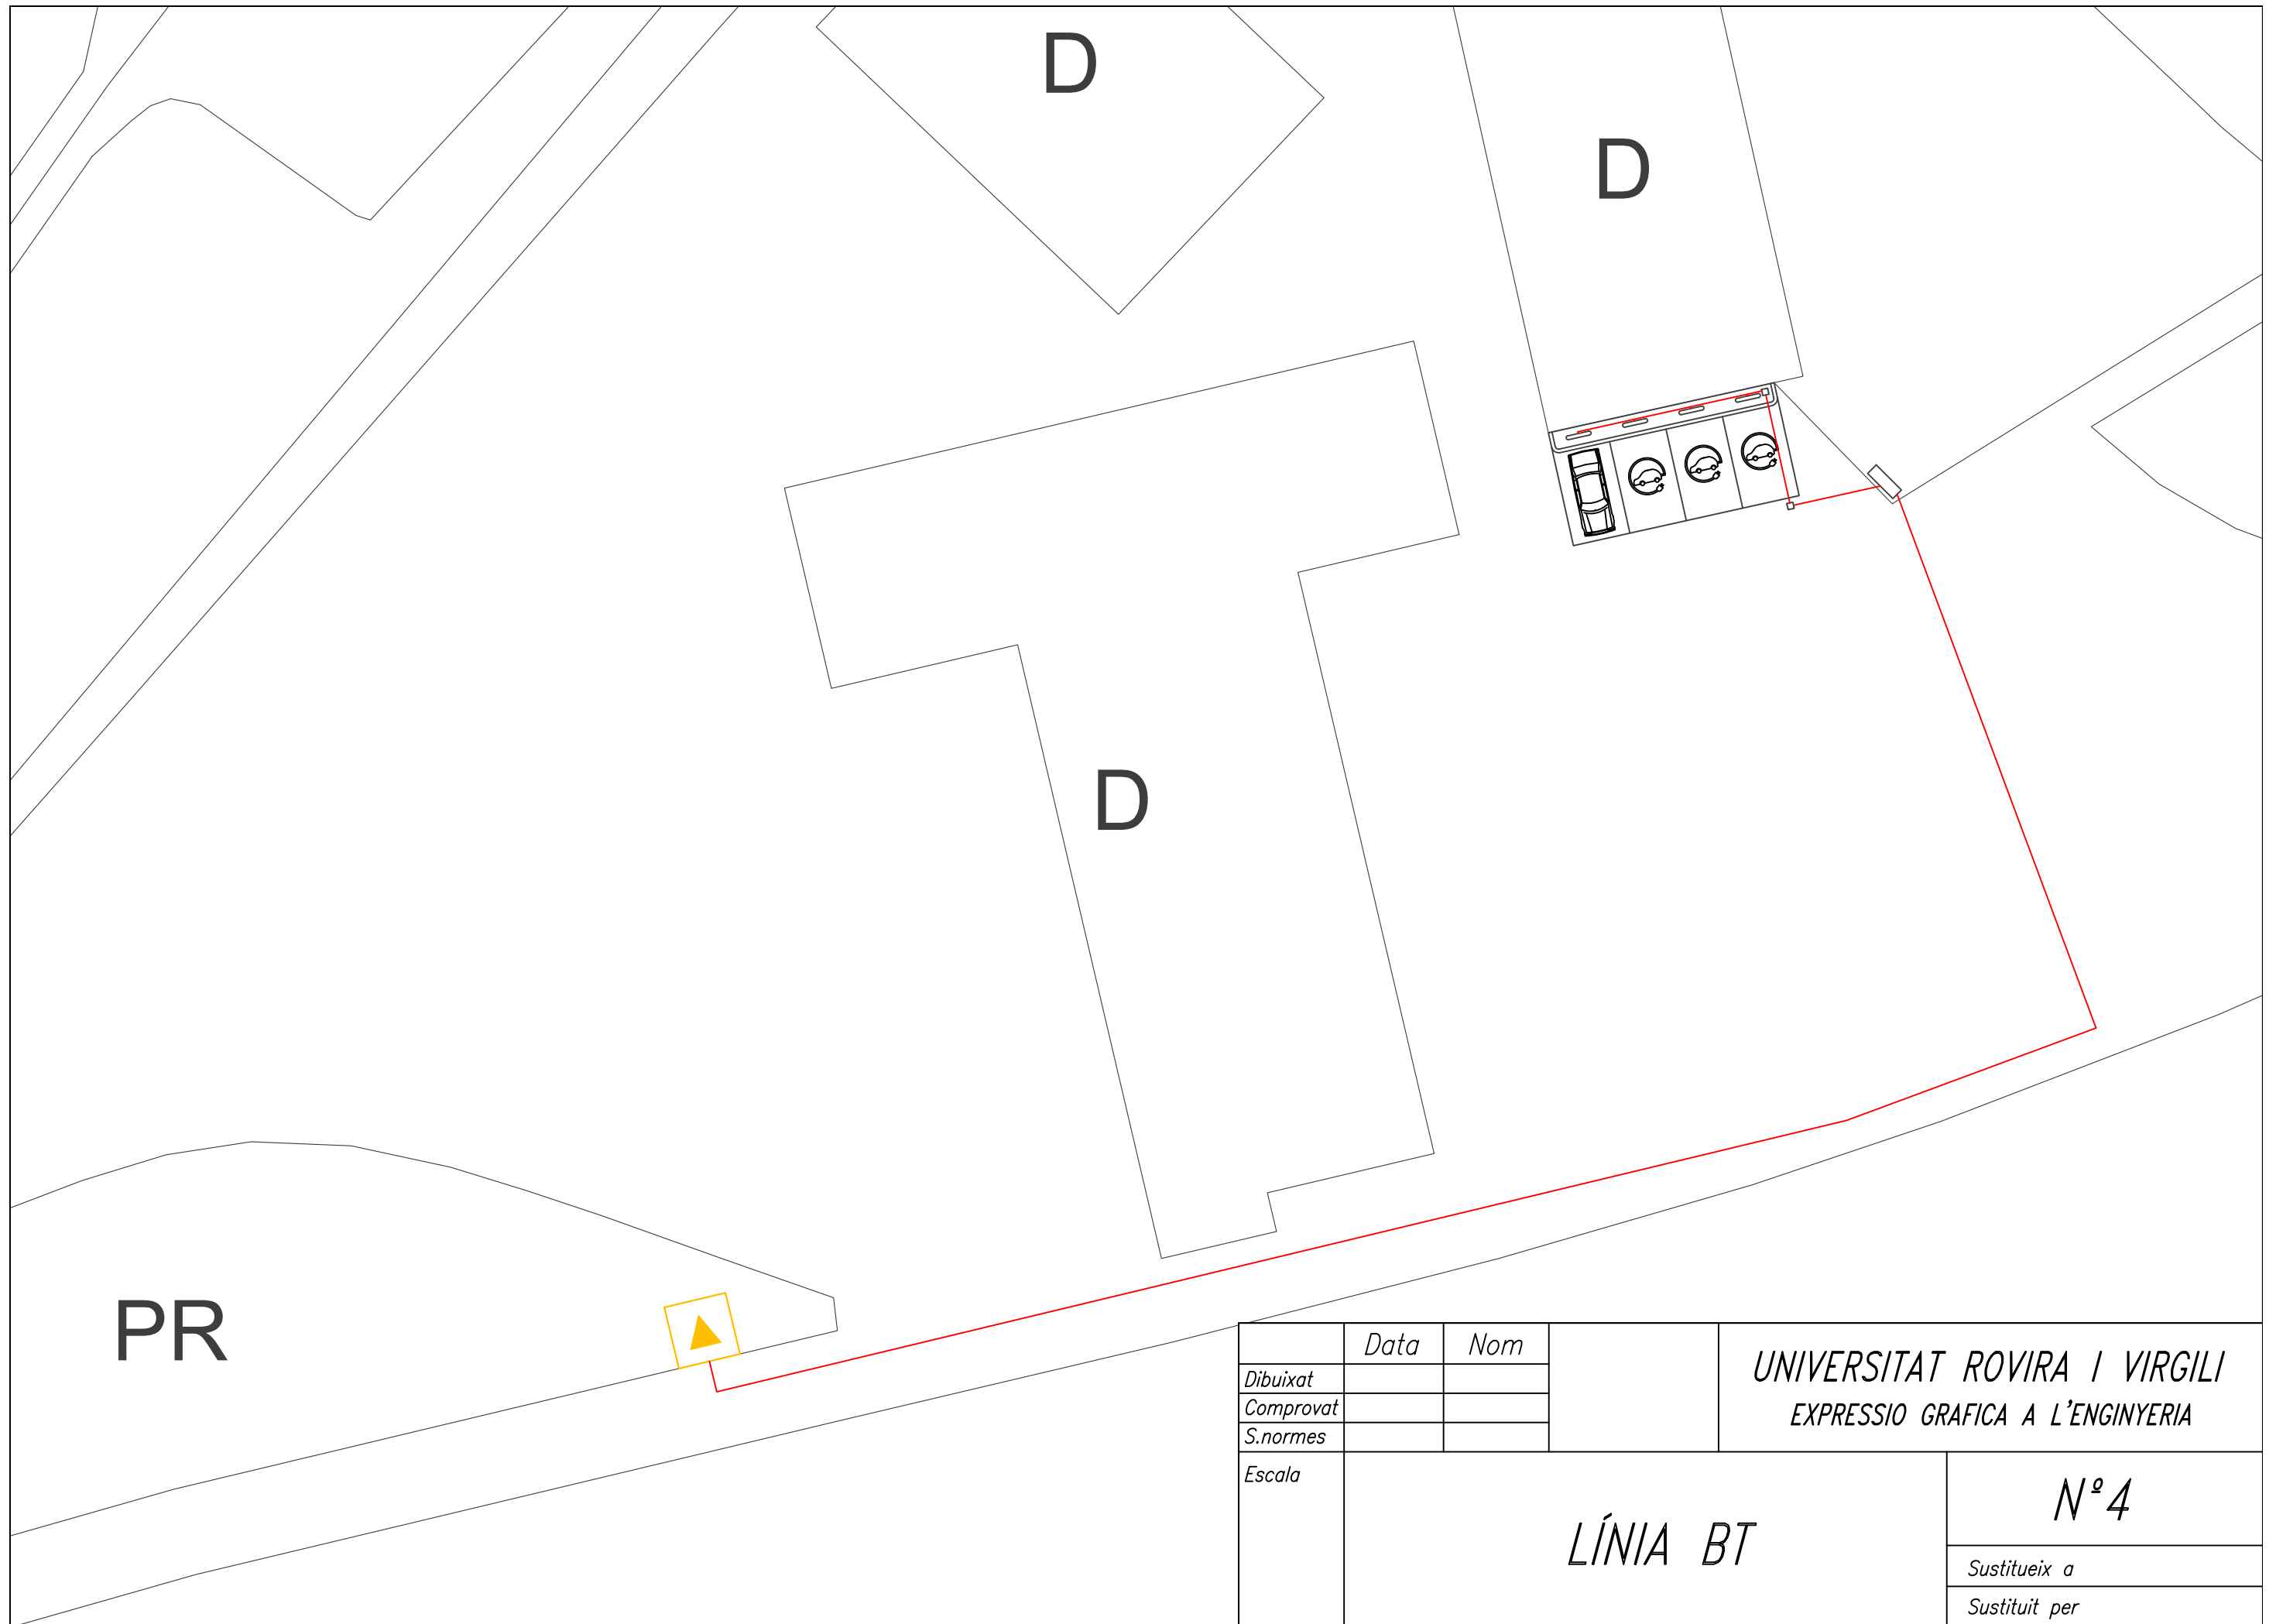 D
D
D
PR
Data Nom
Dibuixat
Comprovat
S.normes
Escala
UNIVERSITAT ROVIRA I VIRGILI
EXPRESSIO GRAFICA A L'ENGINYERIA
LÍNIA BT
Nº4
Sustitueix a
Sustituit per